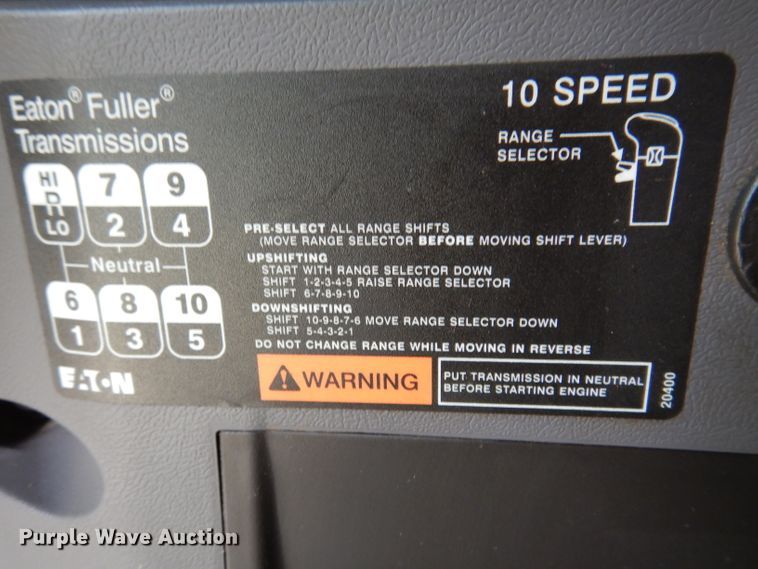 Eaton® Fuller®
Transmissions
10 SPEED
RANGE
SELECTOR
HI
R
LO
7
2
9
4
Neutral
6
1
8
3
10
5
PRE-SELECT ALL RANGE SHIFTS
(MOVE RANGE SELECTOR BEFORE MOVING SHIFT LEVER)
UPSHIFTING
START WITH RANGE SELECTOR DOWN
SHIFT 1-2-3-4-5 RAISE RANGE SELECTOR
SHIFT 6-7-8-9-10
DOWNSHIFTING
SHIFT 10-9-8-7-6 MOVE RANGE SELECTOR DOWN
SHIFT 5-4-3-2-1
DO NOT CHANGE RANGE WHILE MOVING IN REVERSE
EATON
WARNING
PUT TRANSMISSION IN NEUTRAL
BEFORE STARTING ENGINE
20400
Purple Wave Auction